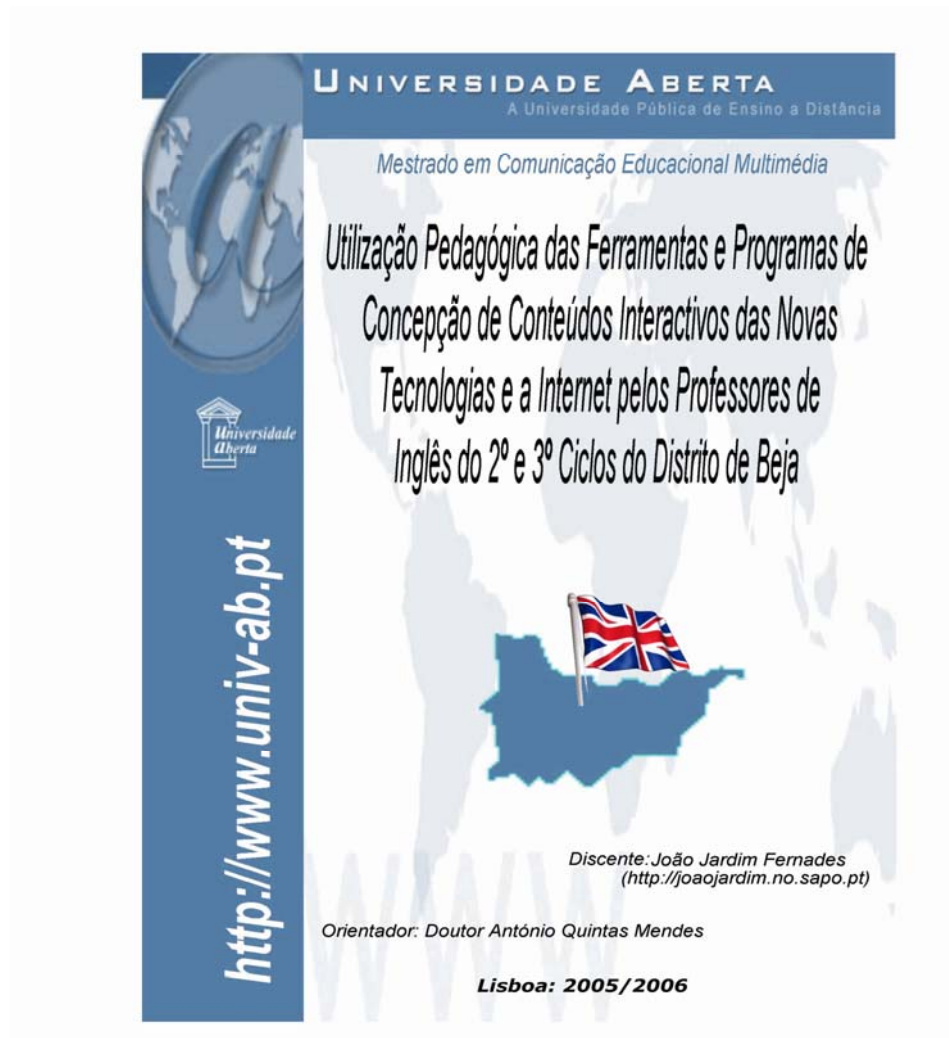 UNIVERSIDADE ABERTA
A Universidade Pública de Ensino a Distância
Mestrado em Comunicação Educacional Multimédia
Utilização Pedagógica das Ferramentas e Programas de
Concepção de Conteúdos Interactivos das Novas
Tecnologias e a Internet pelos Professores de
Inglês do 2º e 3º Ciclos do Distrito de Beja
Universidade
Aberta
http://www.univ-ab.pt
Discente: João Jardim Fernades
(http://joaojardim.no.sapo.pt)
Orientador: Doutor António Quintas Mendes
WWW
Lisboa: 2005/2006